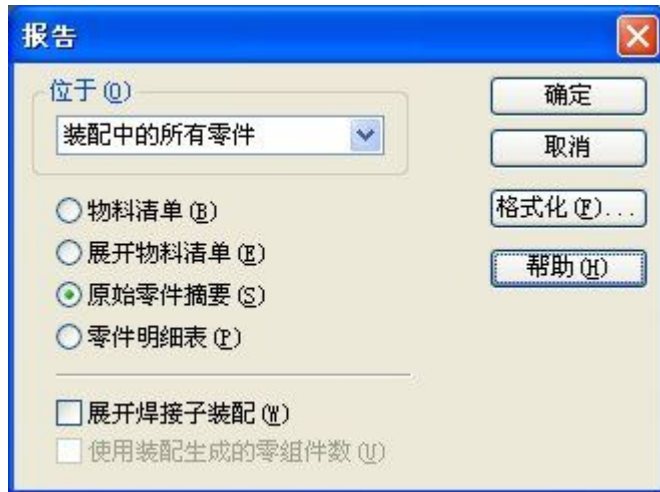 报告
位于(O)
装配中的所有零件
确定
取消
格式化(F)...
帮助(H)
物料清单(B)
展开物料清单(E)
原始零件摘要(S)
零件明细表(P)
展开焊接子装配(W)
使用装配生成的零组件数(U)